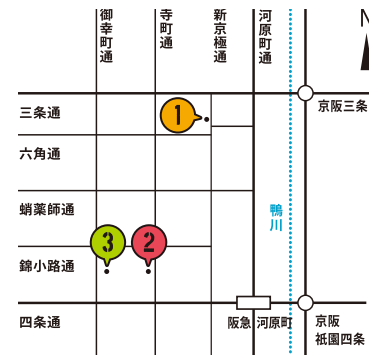 御幸町通
寺町通
新京極通
河原町通
N
三条通
1
京阪三条
六角通
蛸薬師通
鴨川
3
2
錦小路通
四条通
阪急 河原町
京阪
祇園四条